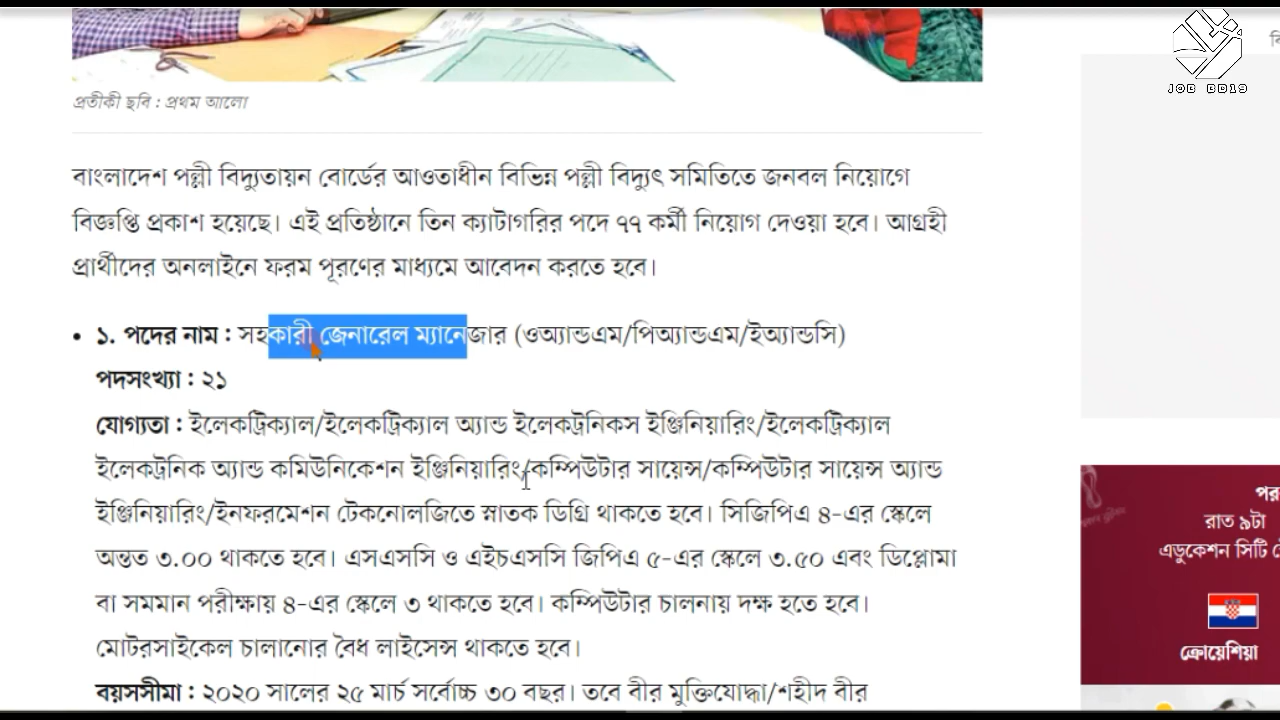 JOB BD19
প্রতীকী ছবি : প্রথম আলো
বাংলাদেশ পল্লী বিদ্যুতায়ন বোর্ডের আওতাধীন বিভিন্ন পল্লী বিদ্যুৎ সমিতিতে জনবল নিয়োগে
বিজ্ঞপ্তি প্রকাশ হয়েছে। এই প্রতিষ্ঠানে তিন ক্যাটাগরির পদে ৭৭ কর্মী নিয়োগ দেওয়া হবে। আগ্রহী
প্রার্থীদের অনলাইনে ফরম পূরণের মাধ্যমে আবেদন করতে হবে।
• ১. পদের নাম : সহকারী জেনারেল ম্যানেজার (ওঅ্যান্ডএম/পিঅ্যান্ডএম/ইঅ্যান্ডসি)
পদসংখ্যা : ২১
যোগ্যতা : ইলেকট্রিক্যাল/ইলেকট্রিক্যাল অ্যান্ড ইলেকট্রনিকস ইঞ্জিনিয়ারিং/ইলেকট্রিক্যাল
ইলেকট্রনিক অ্যান্ড কমিউনিকেশন ইঞ্জিনিয়ারিং/কম্পিউটার সায়েন্স/কম্পিউটার সায়েন্স অ্যান্ড
ইঞ্জিনিয়ারিং/ইনফরমেশন টেকনোলজিতে স্নাতক ডিগ্রি থাকতে হবে। সিজিপিএ ৪-এর স্কেলে
অন্তত ৩.০০ থাকতে হবে। এসএসসি ও এইচএসসি জিপিএ ৫-এর স্কেলে ৩.৫০ এবং ডিপ্লোমা
বা সমমান পরীক্ষায় ৪-এর স্কেলে ৩ থাকতে হবে। কম্পিউটার চালনায় দক্ষ হতে হবে।
মোটরসাইকেল চালানোর বৈধ লাইসেন্স থাকতে হবে।
বয়সসীমা : ২০২০ সালের ২৫ মার্চ সর্বোচ্চ ৩০ বছর। তবে বীর মুক্তিযোদ্ধা/শহীদ বীর
রাত ৯টা
এডুকেশন সিটি
ক্রোয়েশিয়া